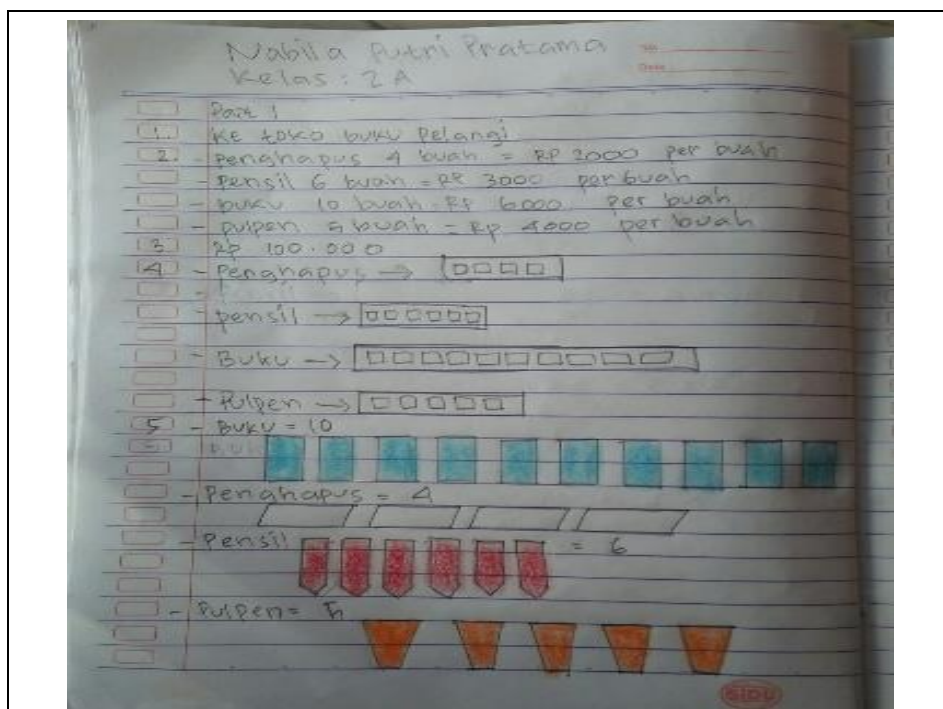 Nabila Putri Pratama
Kelas : 2A
No.
Date
Part 1
1. Ke toko buku Pelangi
2. - Penghapus 4 buah = RP 2000 per buah
- Pensil 6 buah = RP 3000 per buah
- buku 10 buah = Rp 6000 per buah
- pulpen 5 buah = Rp 4000 per buah
3 Rp 100.000
4 - Penghapus →
- Pensil →
- Buku →
- Pulpen →
5 - Buku = 10
- Penghapus = 4
- Pensil = 6
- Pulpen = 5
SIDU